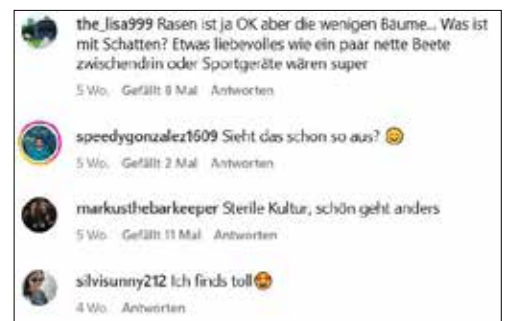 the_lisa999 Rasen ist ja OK aber die wenigen Bäume... Was ist
mit Schatten? Etwas liebevolles wie ein paar nette Beete
zwischendrin oder Sportgeräte wären super
5 Wo. Gefällt 8 Mal Antworten
speedygonzalez1609 Sieht das schon so aus? 😊
5 Wo. Gefällt 2 Mal Antworten
markusthebarkeeper Sterile Kultur, schön geht anders
5 Wo. Gefällt 11 Mal Antworten
silvisunny212 Ich finds toll🤩
4 Wo. Antworten